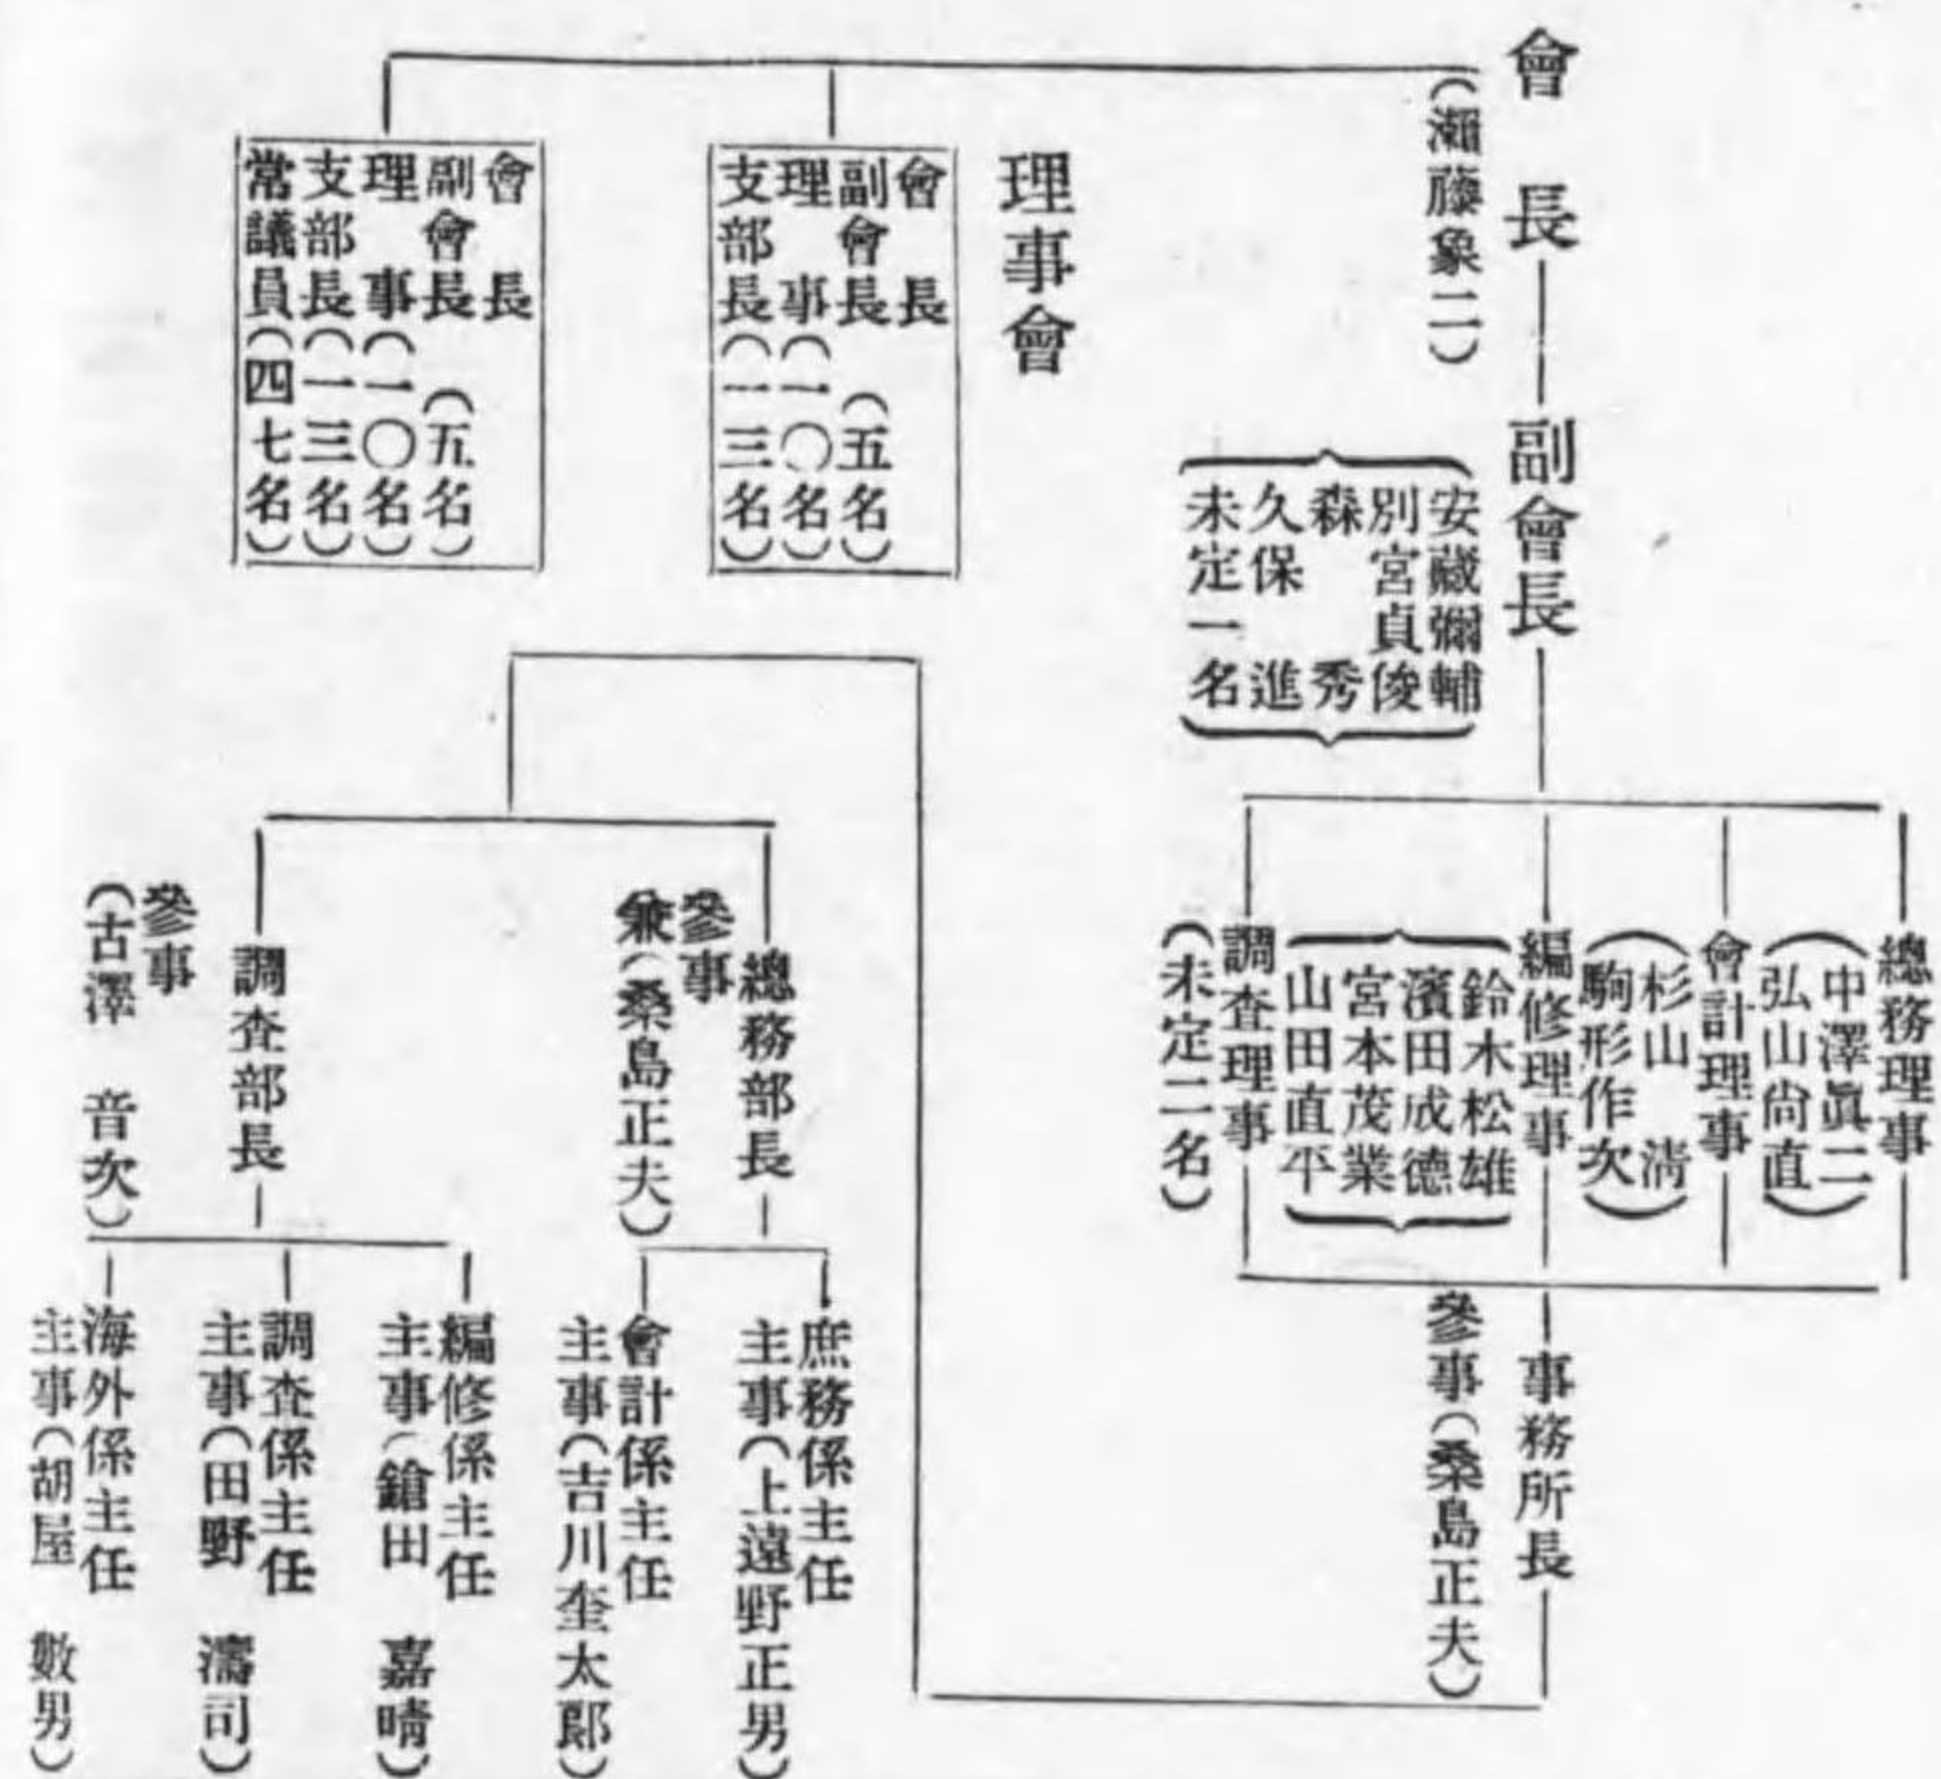 會長
(瀨藤象二)
副會長
安藏彌輔
別宮貞俊
森秀
久保進
未定一名
總務理事
(中澤眞二
弘山尙直)
會計理事
(杉山淸
駒形作次)
編修理事
鈴木松雄
濱田成德
宮本茂業
山田直平
調査理事
(未定二名)
事務所長
參事(桑島正夫)
理事會
會長
副會長(五名)
理事(一〇名)
支部長(一三名)
會長
副會長(五名)
理事(一〇名)
支部長(一三名)
常議員(四七名)
總務部長
參事
兼(桑島正夫)
庶務係主任
主事(上遠野正男)
會計係主任
主事(吉川奎太郞)
調査部長
參事
(古澤音次)
編修係主任
主事(鎗田嘉晴)
調査係主任
主事(田野濤司)
海外係主任
主事(胡屋數男)